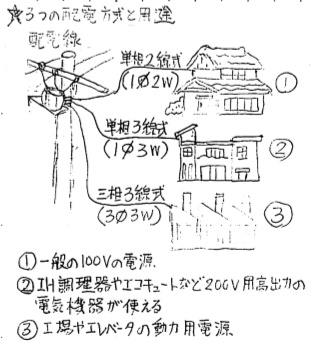 ☆3つの配電方式と用途
配電線
単相2線式
(1Ø2W)
①
単相3線式
(1Ø3W)
②
三相3線式
(3Ø3W)
③
①一般の100Vの電源
②IH調理器やエコキュートなど200V用高出力の
電気機器が使える
③工場やエレベータの動力用電源